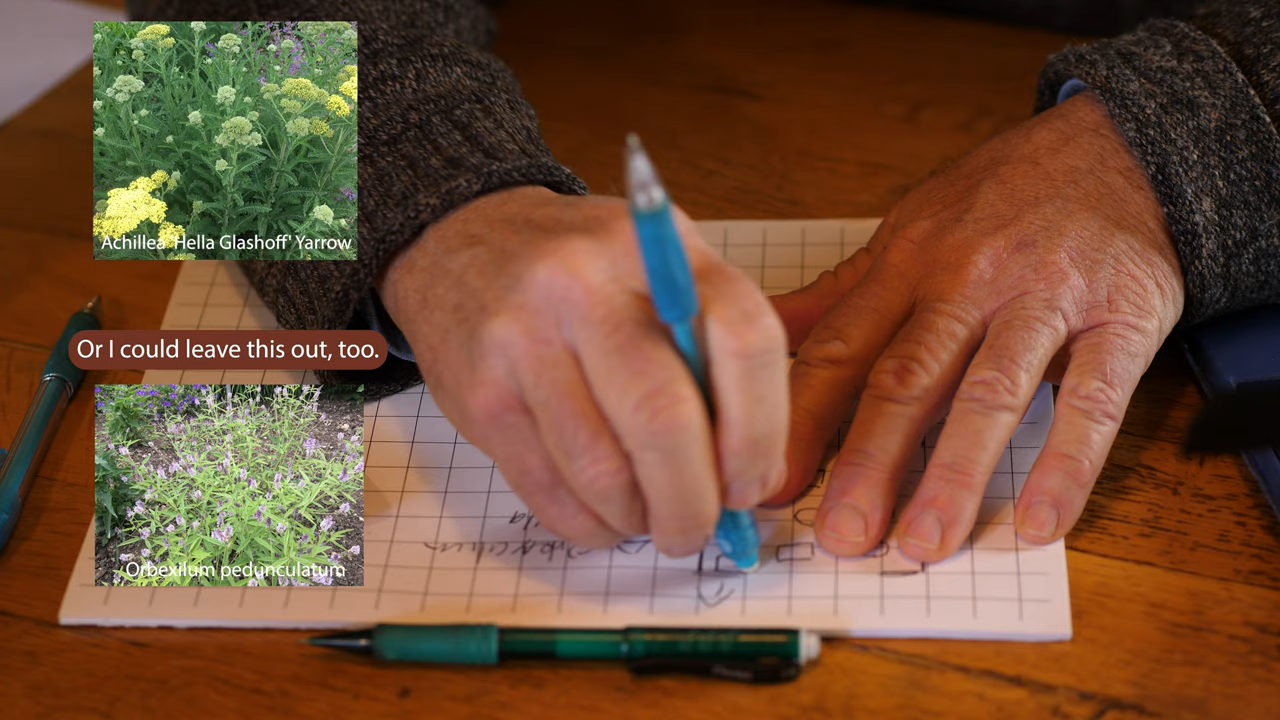 Achillea 'Hella Glashoff' Yarrow
Or I could leave this out, too.
Orbexilum pedunculatum